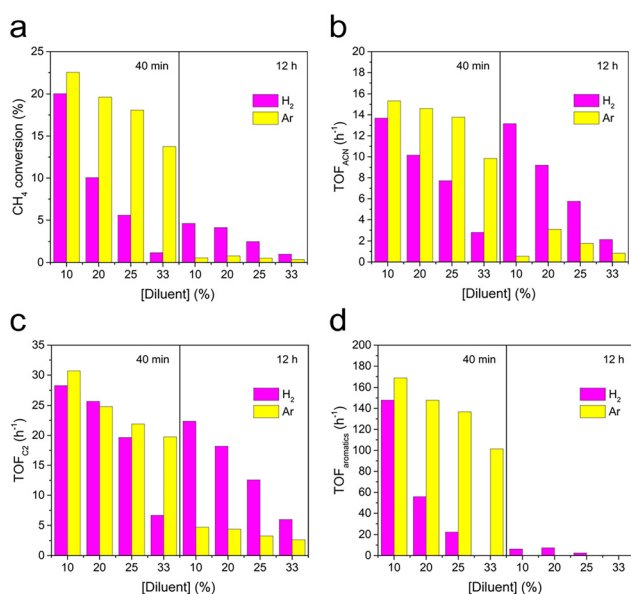 a
40 min
12 h
H2
Ar
CH4 conversion (%)
25
20
15
10
5
0
10 20 25 33 10 20 25 33
[Diluent] (%)
b
40 min
12 h
H2
Ar
TOFACN (h-1)
20
18
16
14
12
10
8
6
4
2
0
10 20 25 33 10 20 25 33
[Diluent] (%)
c
40 min
12 h
H2
Ar
TOFC2 (h-1)
35
30
25
20
15
10
5
0
10 20 25 33 10 20 25 33
[Diluent] (%)
d
40 min
12 h
H2
Ar
TOFaromatics (h-1)
200
180
160
140
120
100
80
60
40
20
0
10 20 25 33 10 20 25 33
[Diluent] (%)